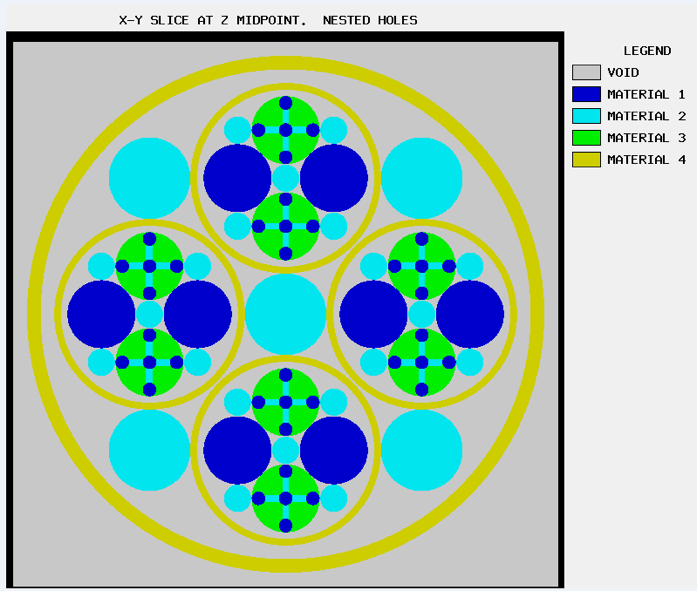 X-Y SLICE AT Z MIDPOINT.  NESTED HOLES
LEGEND
VOID
MATERIAL 1
MATERIAL 2
MATERIAL 3
MATERIAL 4